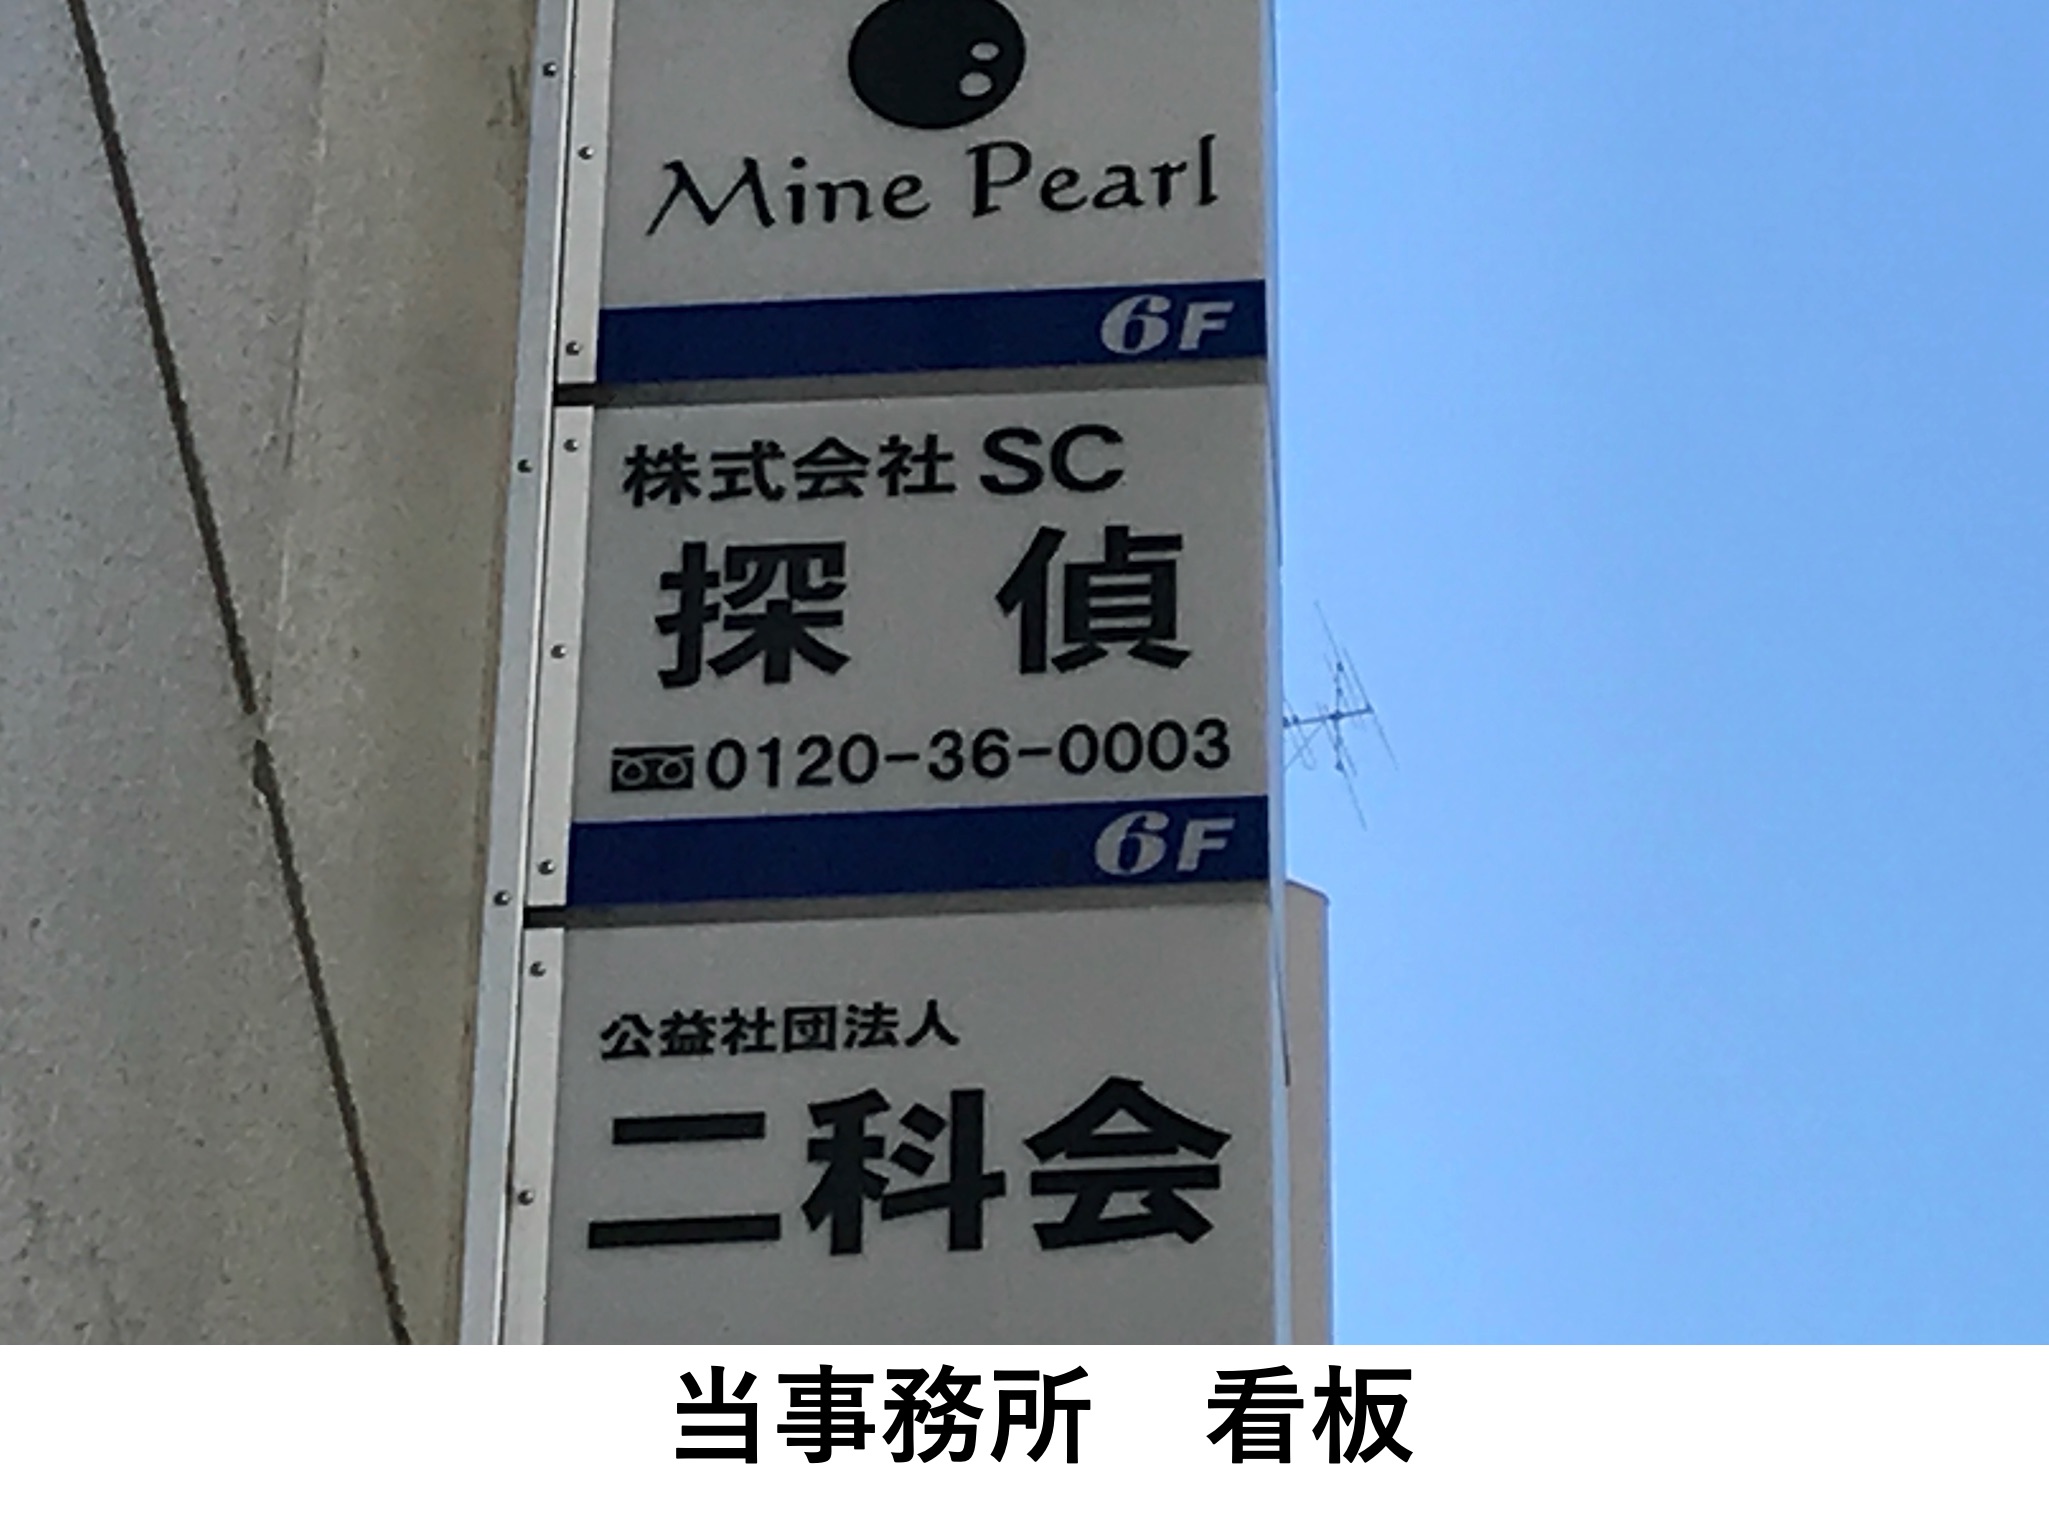 Mine Pearl
6F
株式会社 SC
探 偵
0120-36-0003
6F
公益社団法人
二科会
当事務所 看板